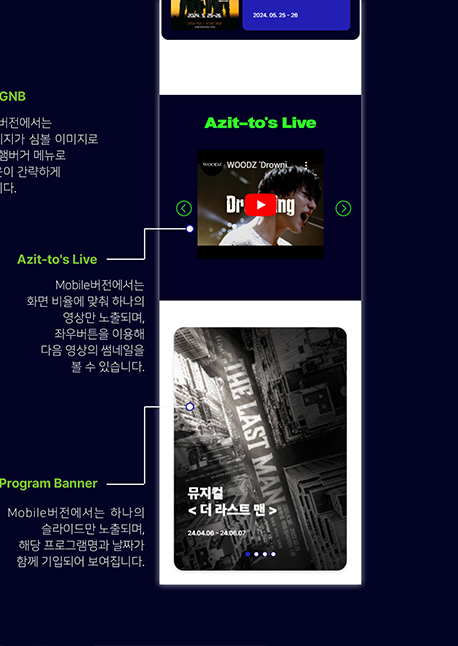 2024. 5. 25-26
2024. 05. 25 - 26
GNB
버전에서는
지가 심볼 이미지로
햄버거 메뉴로
이 간략하게
다.
Azit-to's Live
WOODZ
WOODZ 'Drowni
Drowning
Azit-to's Live
Mobile버전에서는
화면 비율에 맞춰 하나의
영상만 노출되며,
좌우버튼을 이용해
다음 영상의 썸네일을
볼 수 있습니다.
THE LAST MAN
Program Banner
뮤지컬
< 더 라스트 맨 >
24.04.06 - 24.06.07
Mobile버전에서는 하나의
슬라이드만 노출되며,
해당 프로그램명과 날짜가
함께 기입되어 보여집니다.